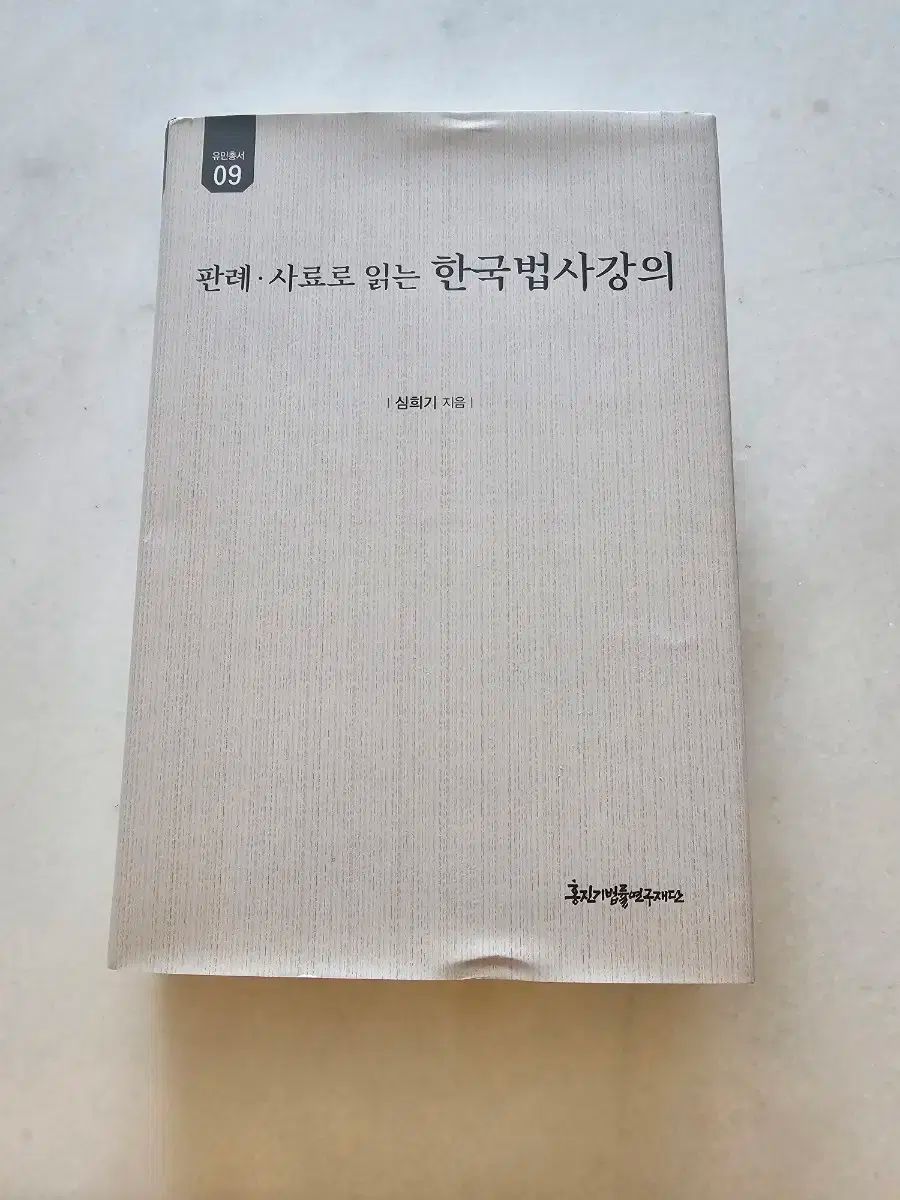 유민총서
09
판례·사료로 읽는 한국법사강의
| 심희기 지음 |
홍진기법률연구재단